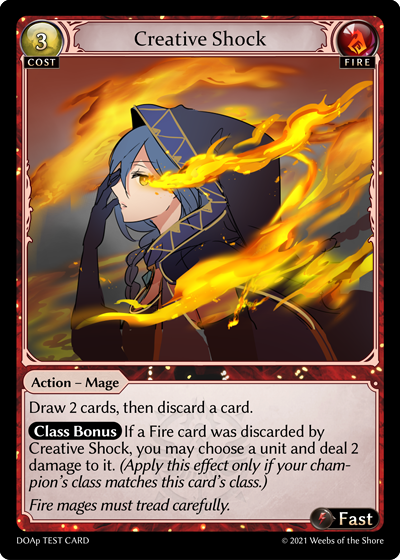 3
Creative Shock
COST
FIRE
Action – Mage
Draw 2 cards, then discard a card.
Class Bonus If a Fire card was discarded by
Creative Shock, you may choose a unit and deal 2
damage to it. (Apply this effect only if your cham-
pion's class matches this card's class.)
Fire mages must tread carefully.
Fast
DOAp TEST CARD
© 2021 Weebs of the Shore